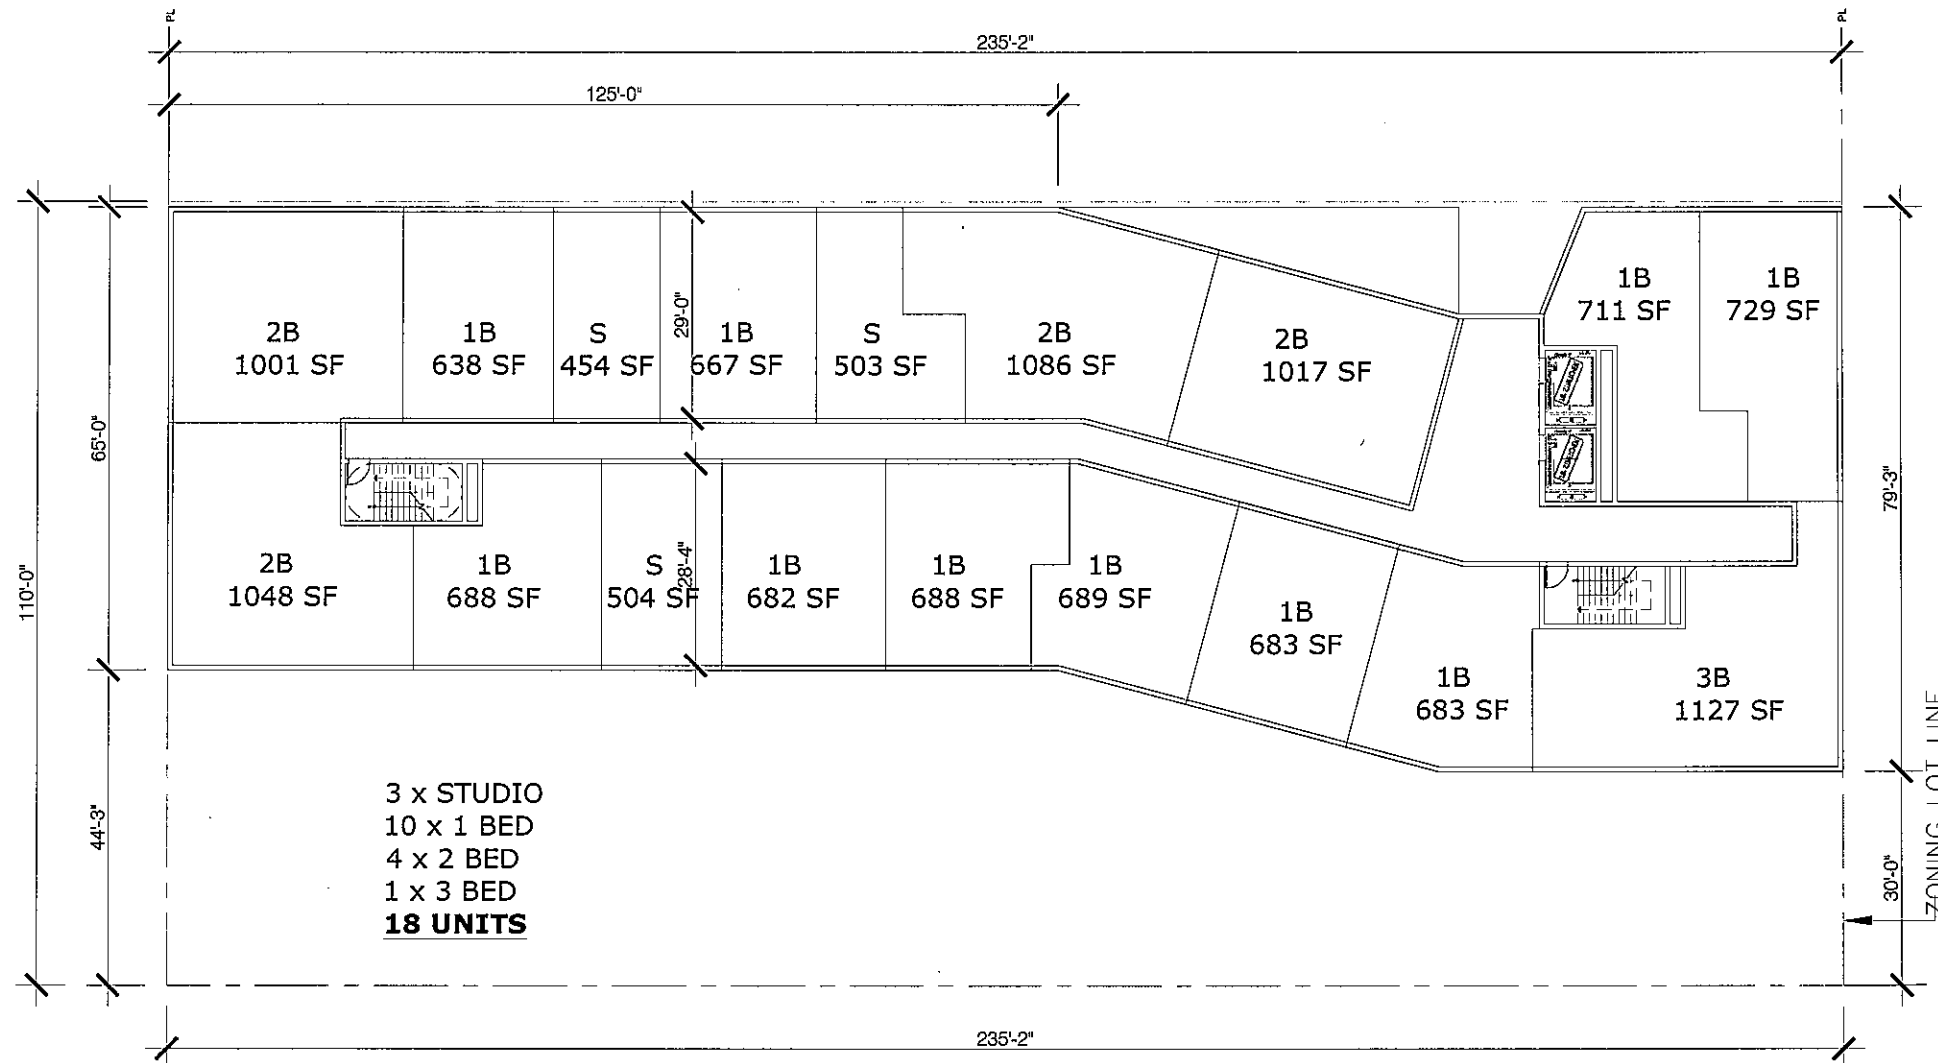 PL
PL
235'-2"
125'-0"
110'-0"
65'-0"
44'-3"
29'-0"
28'-4"
79'-3"
30'-0"
2B
1001 SF
1B
638 SF
S
454 SF
1B
667 SF
S
503 SF
2B
1086 SF
2B
1017 SF
1B
711 SF
1B
729 SF
2B
1048 SF
1B
688 SF
S
504 SF
1B
682 SF
1B
688 SF
1B
689 SF
1B
683 SF
1B
683 SF
3B
1127 SF
3 x STUDIO
10 x 1 BED
4 x 2 BED
1 x 3 BED
18 UNITS
ZONING LOT LINE
235'-2"